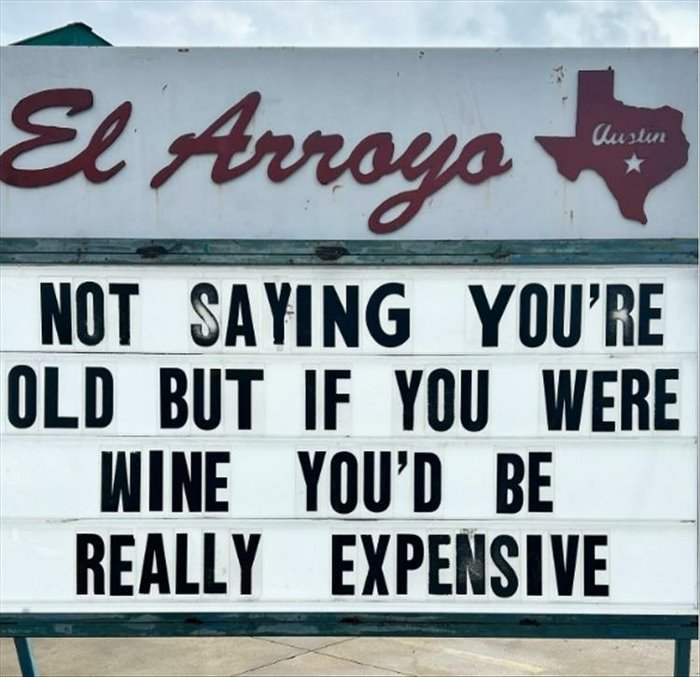 El Arroyo
Austin
NOT SAYING YOU'RE
OLD BUT IF YOU WERE
WINE YOU'D BE
REALLY EXPENSIVE